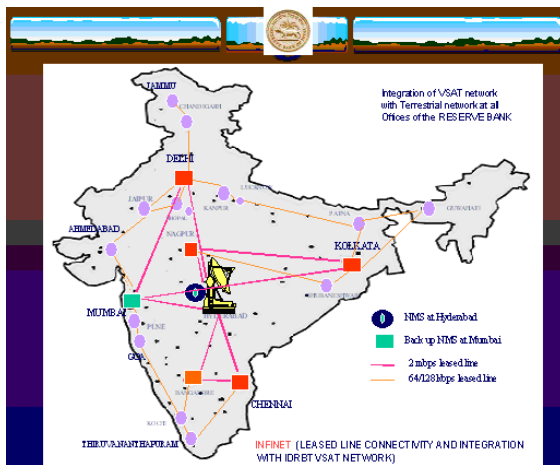 JAMMU
CHANDIGARH
Integration of VSAT network
with Terrestrial network at all
Offices of the RESERVE BANK
DELHI
LUCKNOW
JAIPUR
KANPUR
BHOPAL
PATNA
GUWAHATI
AHMEDABAD
NAGPUR
KOLKATA
BHUBANESHWAR
MUMBAI
HYDERABAD
PUNE
GOA
NMS at Hyderabad
Back up NMS at Mumbai
2 mbps leased line
64/128 kbps leased line
BANGALORE
CHENNAI
KOCHI
THIRUVANANTHAPURAM
INFINET (LEASED LINE CONNECTIVITY AND INTEGRATION
WITH IDRBT VSAT NETWORK)